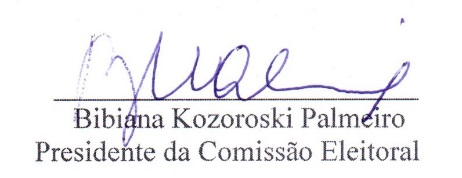 Bibiana Kozoroski Palmeiro
Presidente da Comissão Eleitoral